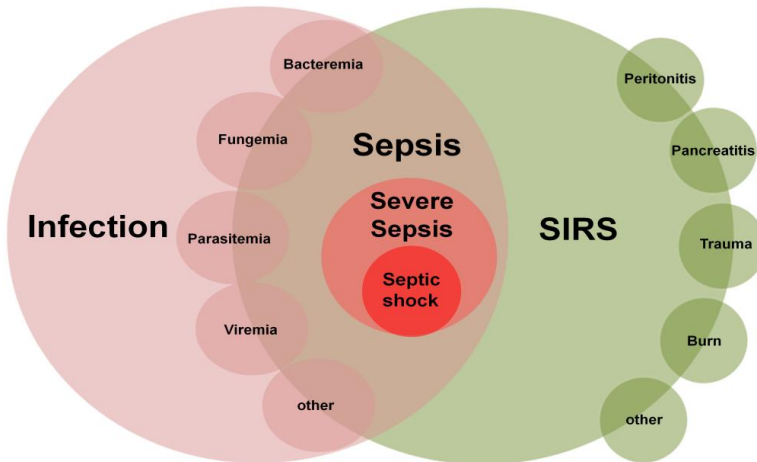 Bacteremia
Peritonitis
Fungemia
Sepsis
Pancreatitis
Infection
Severe
Sepsis
SIRS
Parasitemia
Trauma
Septic
shock
Viremia
Burn
other
other